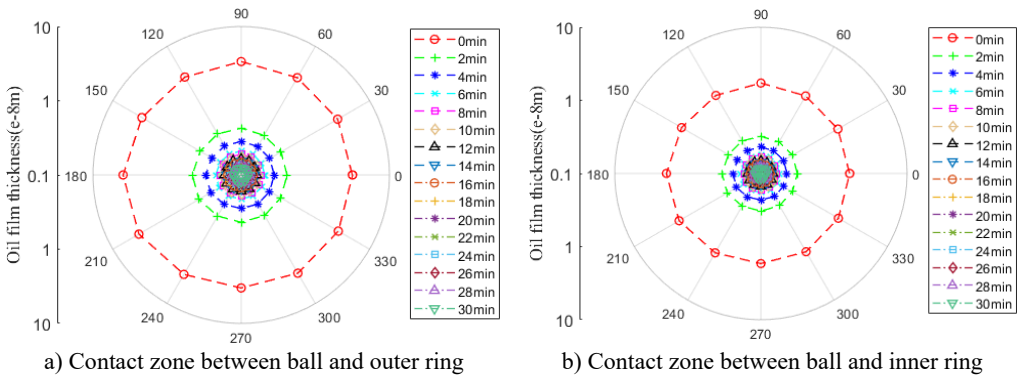 Oil film thickness(e-8m)
10
1
0.1
1
10
90
60
30
0
330
300
270
240
210
180
150
120
0min
2min
4min
6min
8min
10min
12min
14min
16min
18min
20min
22min
24min
26min
28min
30min
a) Contact zone between ball and outer ring
Oil film thickness(e-8m)
10
1
0.1
1
10
90
60
30
0
330
300
270
240
210
180
150
120
0min
2min
4min
6min
8min
10min
12min
14min
16min
18min
20min
22min
24min
26min
28min
30min
b) Contact zone between ball and inner ring